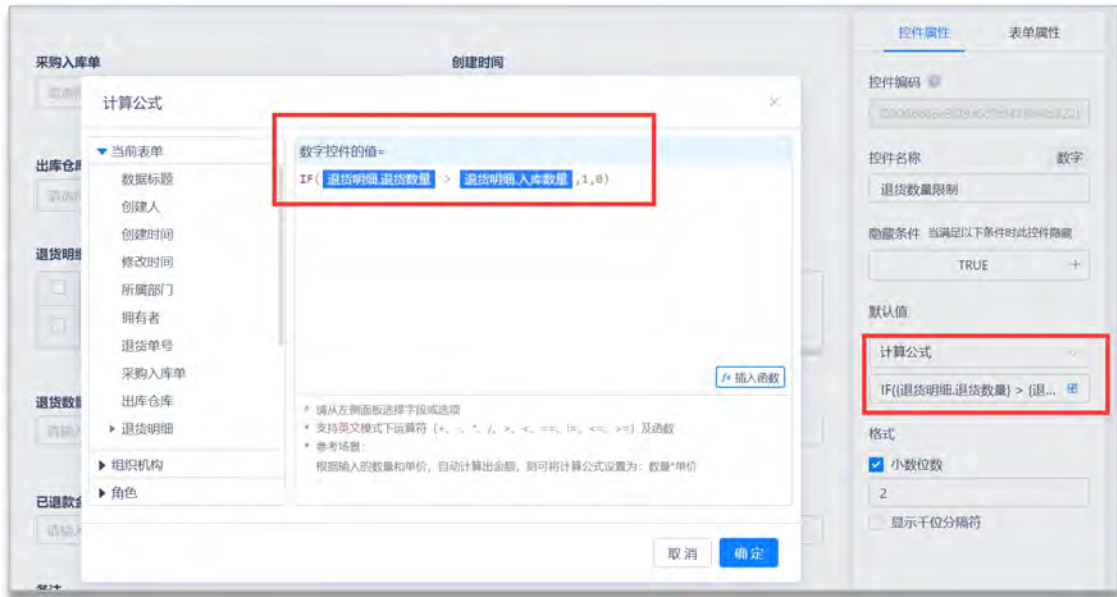 控件属性
表单属性
采购入库单
创建时间
控件编码
计算公式
当前表单
数据标题
创建人
创建时间
修改时间
所属部门
拥有者
退货单号
采购入库单
出库仓库
退货明细
组织机构
角色
数字控件的值=
IF( 退货明细.退货数量 > 退货明细.入库数量 ,1,0)
fx 插入函数
* 请从左侧面板选择字段或选项
* 支持英文模式下运算符 (+、-、*、/、>、<、==、!=、<=、>=) 及函数
* 参考场景:
根据输入的数量和单价，自动计算出金额，则可将计算公式设置为：数量*单价
取消
确定
出库仓库
退货明细
退货数
已退款金
备注
控件名称
数字
退货数量限制
隐藏条件 当满足以下条件时此控件隐藏
TRUE
默认值
计算公式
IF({退货明细.退货数量} > {退...
格式
小数位数
2
显示千位分隔符